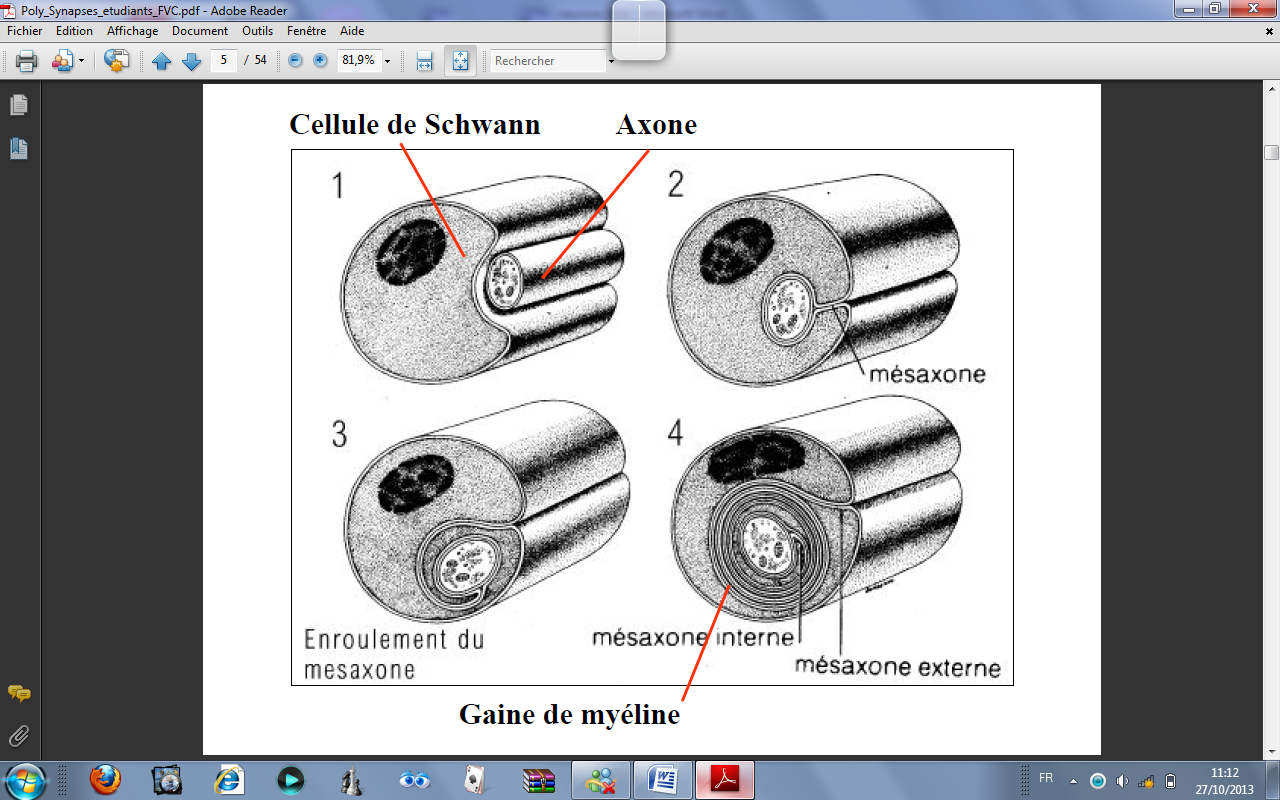 Poly_Synapses_etudiants_FVC.pdf - Adobe Reader
Fichier Edition Affichage Document Outils Fenêtre Aide
5 / 54 81,9% Rechercher
Cellule de Schwann Axone
1 2
mésaxone
3 4
Enroulement du
mesaxone
mésaxone interne
mésaxone externe
Gaine de myéline
FR
11:12
27/10/2013